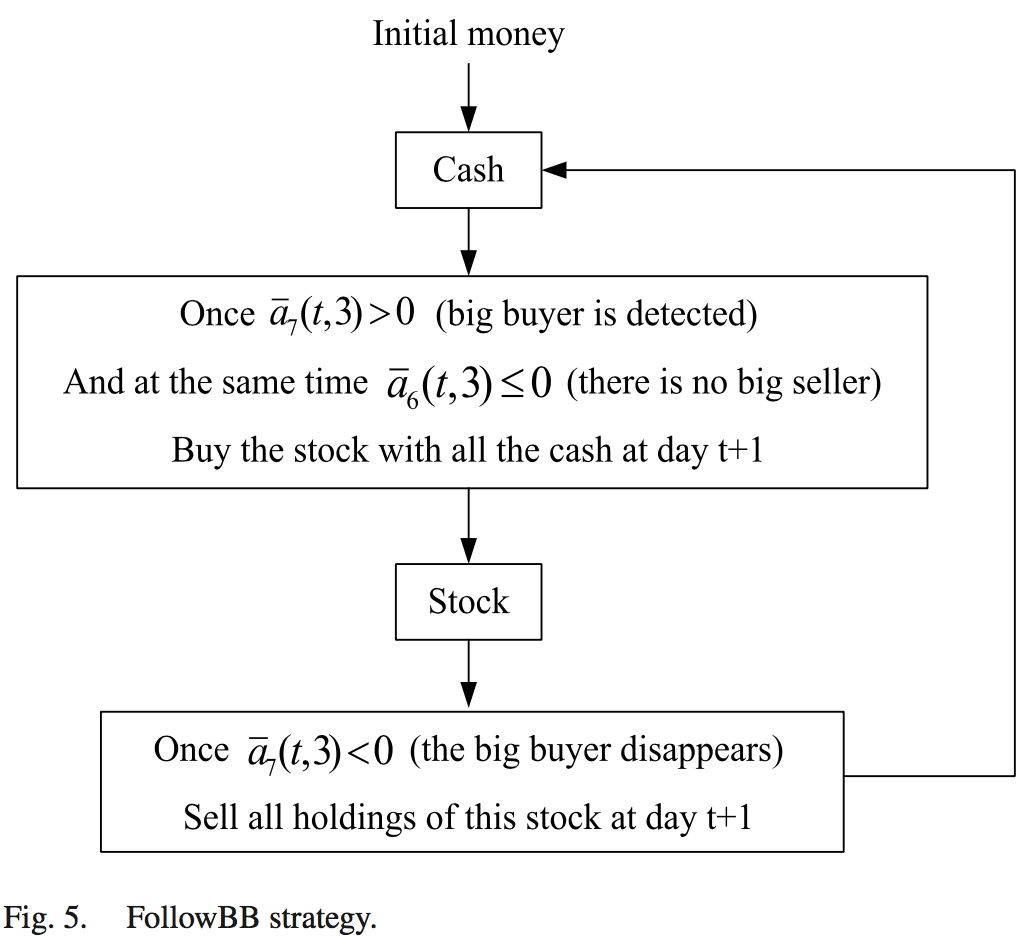 Initial money
Cash
Once ā₇(t,3)>0 (big buyer is detected)
And at the same time ā₆(t,3)≤0 (there is no big seller)
Buy the stock with all the cash at day t+1
Stock
Once ā₇(t,3)<0 (the big buyer disappears)
Sell all holdings of this stock at day t+1
Fig. 5. FollowBB strategy.